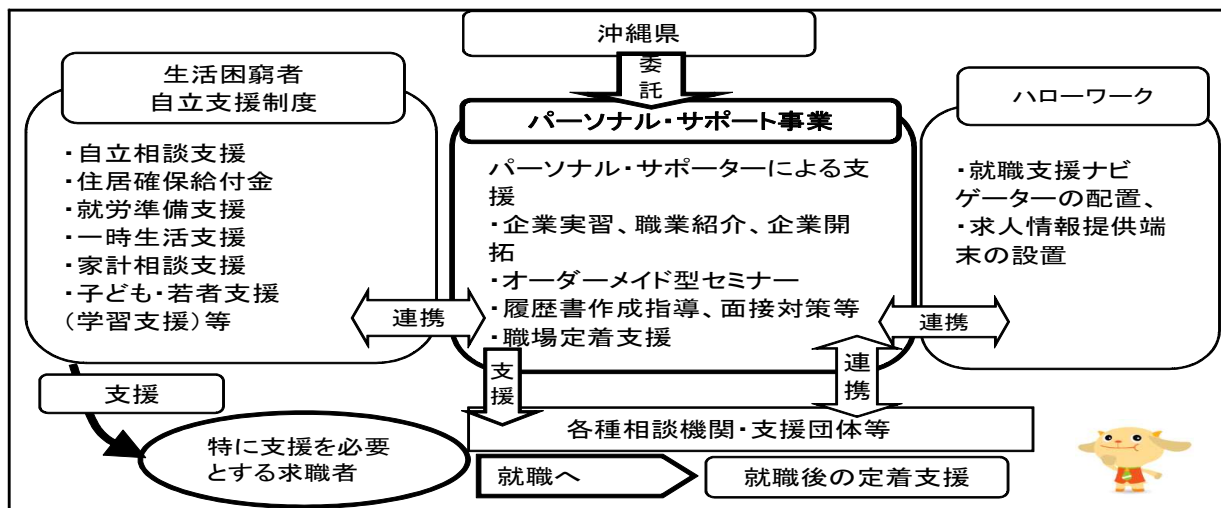 沖縄県
委
託
生活困窮者
自立支援制度
・自立相談支援
・住居確保給付金
・就労準備支援
・一時生活支援
・家計相談支援
・子ども・若者支援
(学習支援)等
連携
パーソナル・サポート事業
パーソナル・サポーターによる支
援
・企業実習、職業紹介、企業開
拓
・オーダーメイド型セミナー
・履歴書作成指導、面接対策等
・職場定着支援
連携
ハローワーク
・就職支援ナビ
ゲーターの配置、
・求人情報提供端
末の設置
支援
支
援
連
携
各種相談機関・支援団体等
特に支援を必要
とする求職者
就職へ
就職後の定着支援